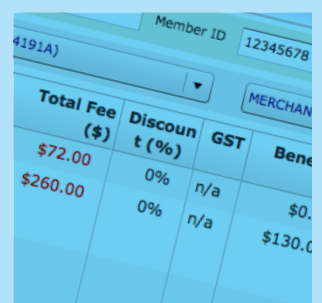 Member ID 12345678
4191A) MERCHAN
Total Fee ($) Discoun t (%) GST Bene
$72.00 0% n/a $0.
$260.00 0% n/a $130.0